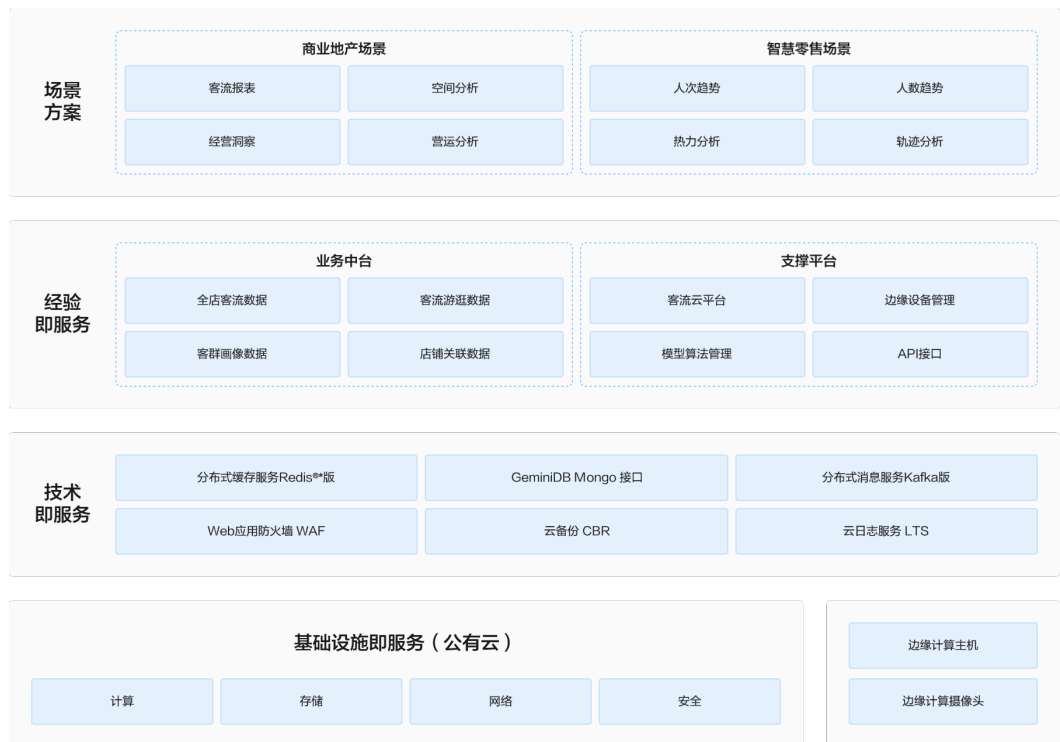 场景
方案
商业地产场景
客流报表
空间分析
经营洞察
营运分析
智慧零售场景
人次趋势
人数趋势
热力分析
轨迹分析
经验
即服务
业务中台
全店客流数据
客流游逛数据
客群画像数据
店铺关联数据
支撑平台
客流云平台
边缘设备管理
模型算法管理
API接口
技术
即服务
分布式缓存服务Redis®*版
GeminiDB Mongo 接口
分布式消息服务Kafka版
Web应用防火墙 WAF
云备份 CBR
云日志服务 LTS
基础设施即服务（公有云）
计算
存储
网络
安全
边缘计算主机
边缘计算摄像头